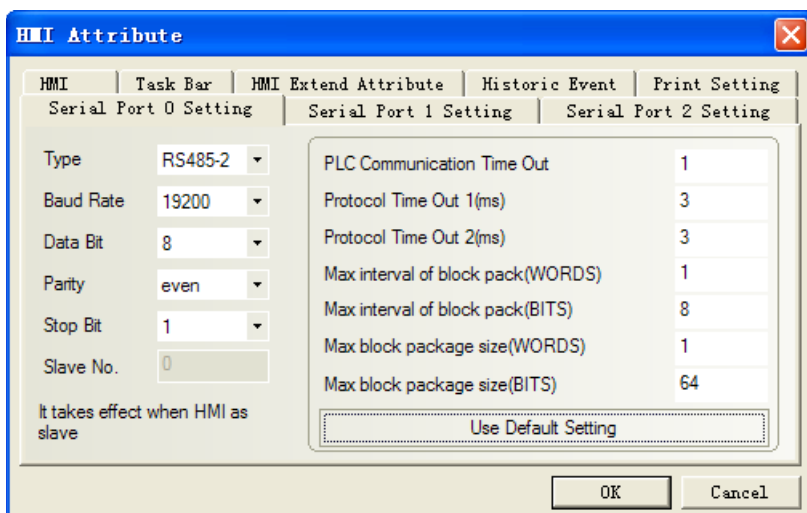 HMI Attribute
HMI Task Bar HMI Extend Attribute Historic Event Print Setting
Serial Port 0 Setting Serial Port 1 Setting Serial Port 2 Setting
Type RS485-2
Baud Rate 19200
Data Bit 8
Parity even
Stop Bit 1
Slave No. 0
It takes effect when HMI as
slave
PLC Communication Time Out 1
Protocol Time Out 1(ms) 3
Protocol Time Out 2(ms) 3
Max interval of block pack(WORDS) 1
Max interval of block pack(BITS) 8
Max block package size(WORDS) 1
Max block package size(BITS) 64
Use Default Setting
OK Cancel